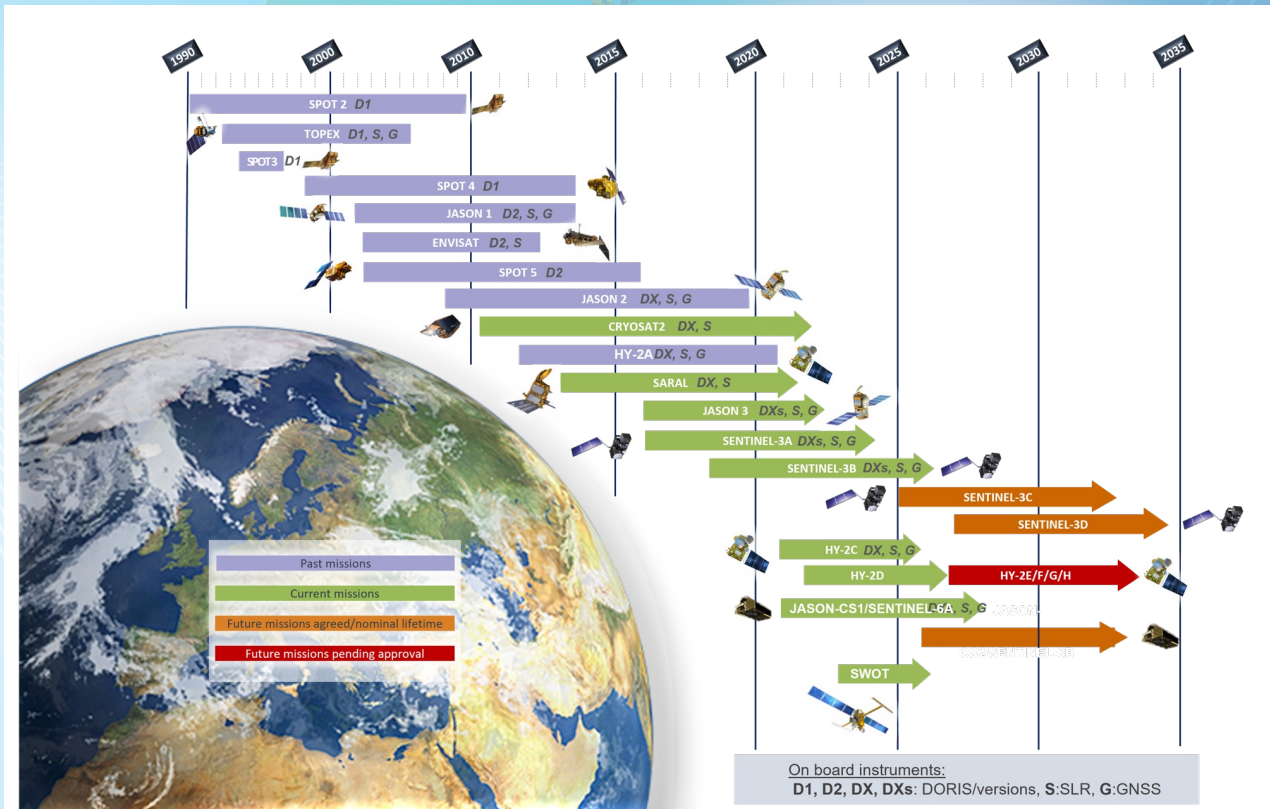 1990
2000
2010
2015
2020
2025
2030
2035
SPOT 2 D1
TOPEX D1, S, G
SPOT3 D1
SPOT 4 D1
JASON 1 D2, S, G
ENVISAT D2, S
SPOT 5 D2
JASON 2 DX, S, G
CRYOSAT2 DX, S
HY-2A DX, S, G
SARAL DX, S
JASON 3 DXs, S, G
SENTINEL-3A DXs, S, G
SENTINEL-3B DXs, S, G
SENTINEL-3C
SENTINEL-3D
HY-2C DX, S, G
HY-2D
HY-2E/F/G/H
JASON-CS1/SENTINEL-6A S, G
SWOT
Past missions
Current missions
Future missions agreed/nominal lifetime
Future missions pending approval
On board instruments:
D1, D2, DX, DXs: DORIS/versions, S:SLR, G:GNSS